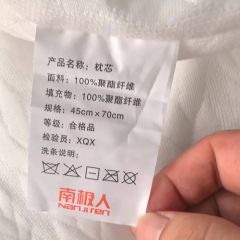 产品名称：枕芯
面料：100%聚酯纤维
填充物：100%聚酯纤维
规格：45cm×70cm
等级：合格品
检验员：XQX
洗条说明：
南极人
Nanjiren